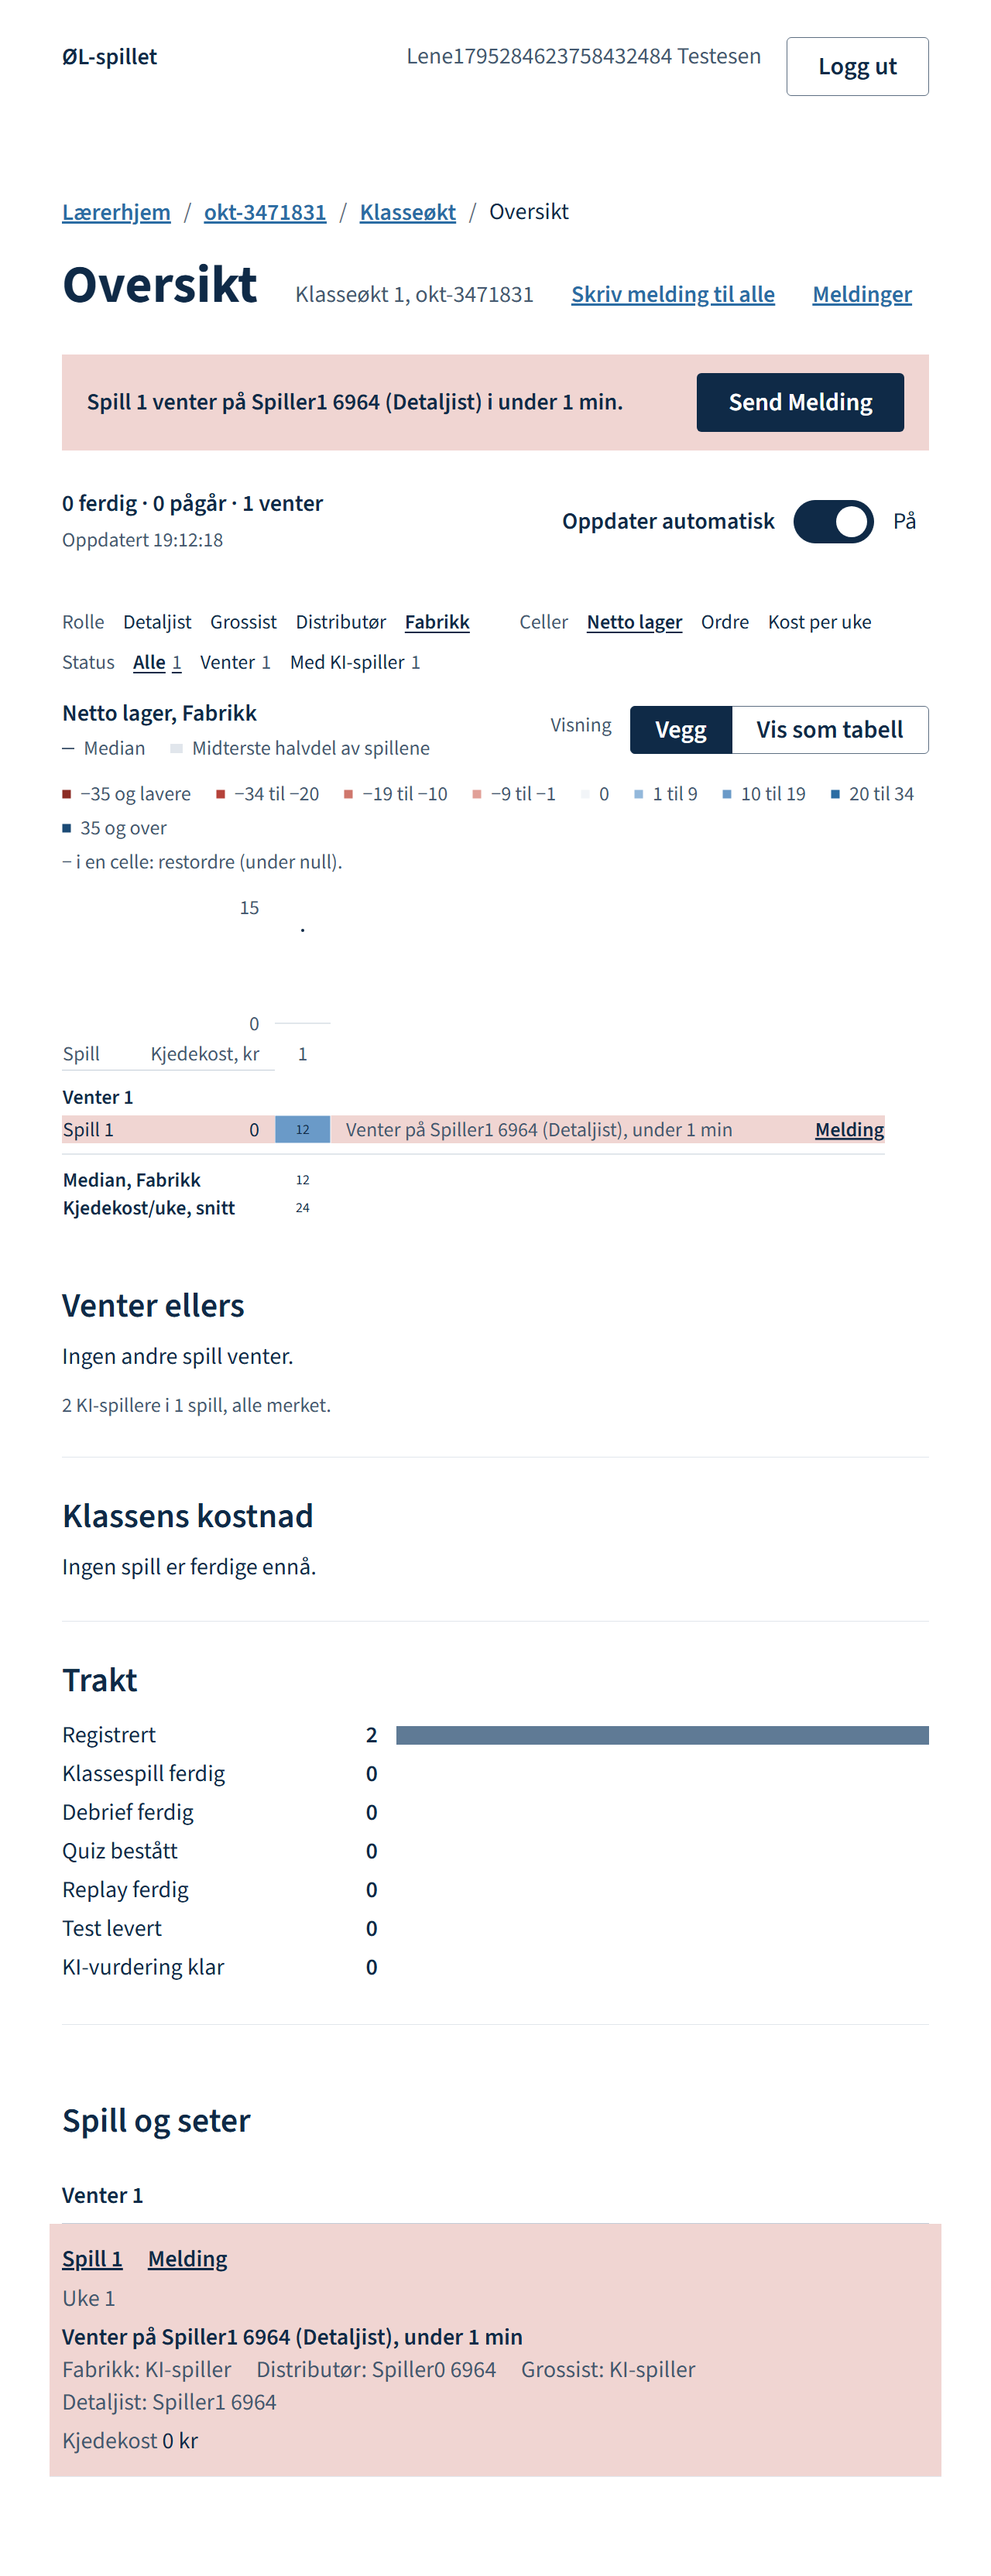 ØL-spillet
Lene1795284623758432484 Testesen
Logg ut
Lærerhjem / okt-3471831 / Klasseøkt / Oversikt
Oversikt Klasseøkt 1, okt-3471831 Skriv melding til alle Meldinger
Spill 1 venter på Spiller1 6964 (Detaljist) i under 1 min.
Send Melding
0 ferdig · 0 pågår · 1 venter
Oppdatert 19:12:18
Oppdater automatisk På
Rolle Detaljist Grossist Distributør Fabrikk Celler Netto lager Ordre Kost per uke
Status Alle 1 Venter 1 Med KI-spiller 1
Netto lager, Fabrikk
Median Midterste halvdel av spillene
Visning Vegg Vis som tabell
−35 og lavere −34 til −20 −19 til −10 −9 til −1 0 1 til 9 10 til 19 20 til 34
35 og over
− i en celle: restordre (under null).
15
0
Spill Kjedekost, kr 1
Venter 1
Spill 1 0 12 Venter på Spiller1 6964 (Detaljist), under 1 min Melding
Median, Fabrikk 12
Kjedekost/uke, snitt 24
Venter ellers
Ingen andre spill venter.
2 KI-spillere i 1 spill, alle merket.
Klassens kostnad
Ingen spill er ferdige ennå.
Trakt
Registrert 2
Klassespill ferdig 0
Debrief ferdig 0
Quiz bestått 0
Replay ferdig 0
Test levert 0
KI-vurdering klar 0
Spill og seter
Venter 1
Spill 1 Melding
Uke 1
Venter på Spiller1 6964 (Detaljist), under 1 min
Fabrikk: KI-spiller Distributør: Spiller0 6964 Grossist: KI-spiller
Detaljist: Spiller1 6964
Kjedekost 0 kr